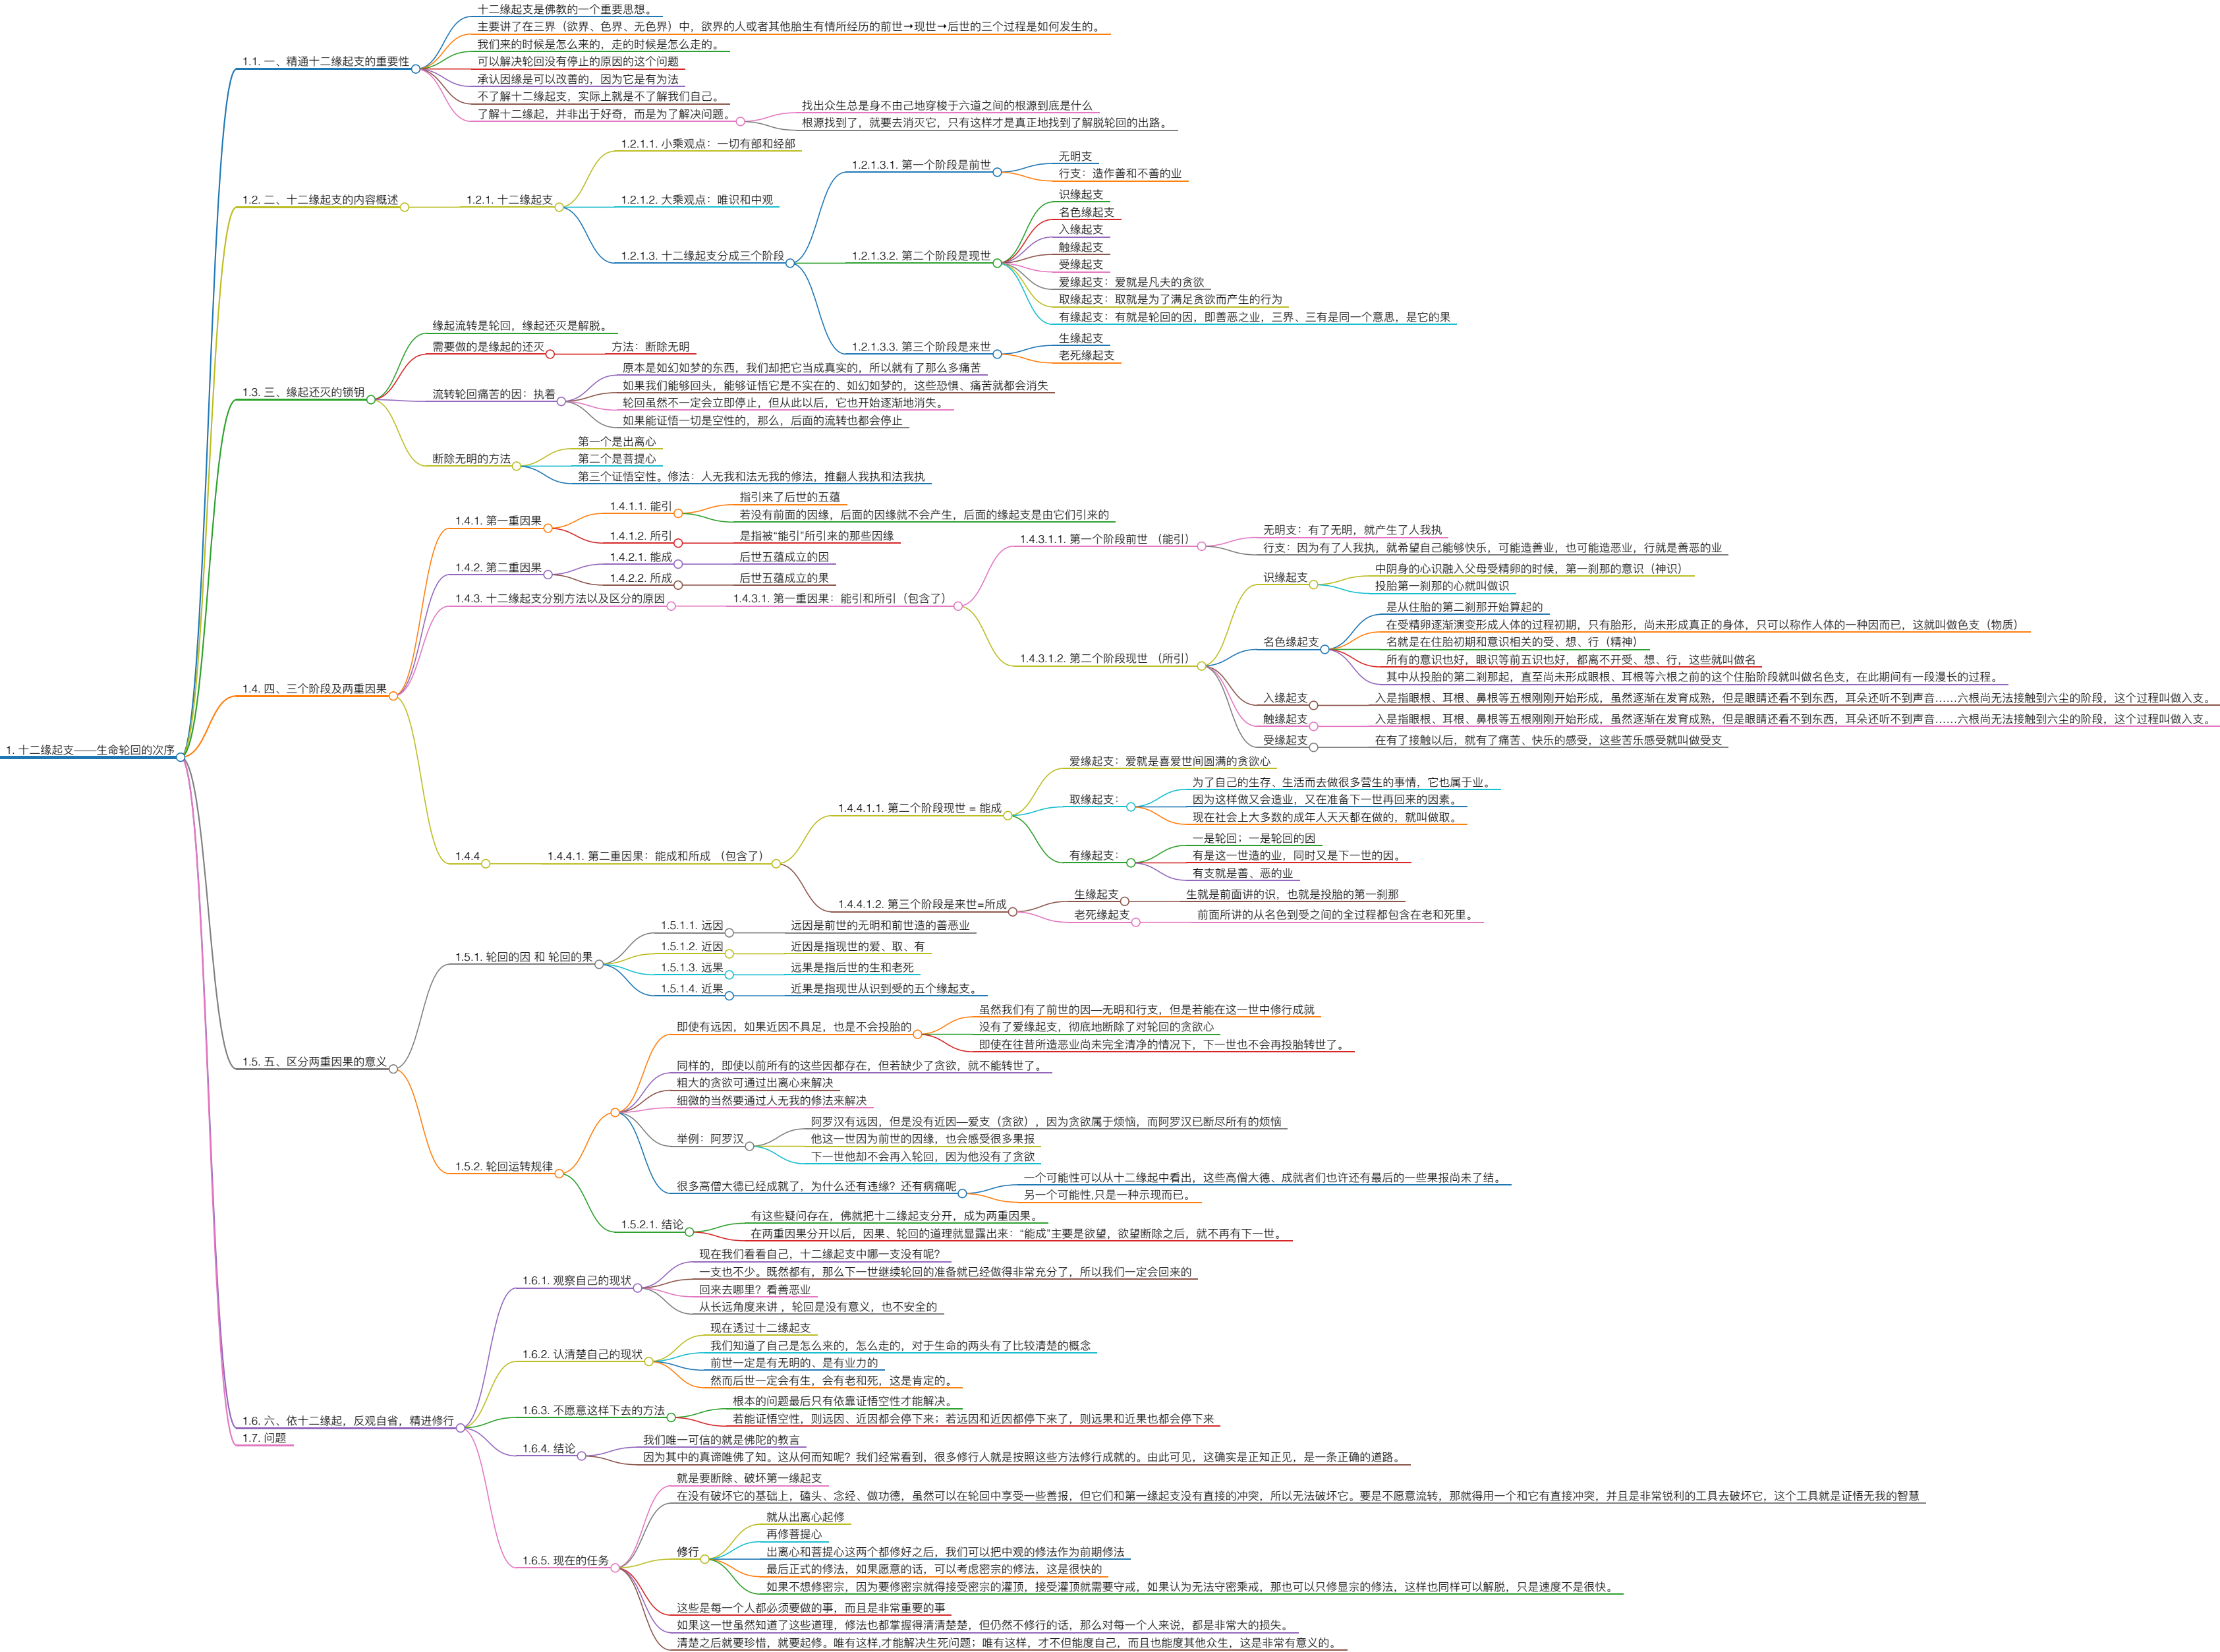 1. 十二缘起支——生命轮回的次序
1.1. 一、精通十二缘起支的重要性
十二缘起支是佛教的一个重要思想。
主要讲了在三界（欲界、色界、无色界）中，欲界的人或者其他胎生有情所经历的前世→现世→后世的三个过程是如何发生的。
我们来的时候是怎么来的，走的时候是怎么走的。
可以解决轮回没有停止的原因的这个问题
承认因缘是可以改善的，因为它是有为法
不了解十二缘起支，实际上就是不了解我们自己。
了解十二缘起，并非出于好奇，而是为了解决问题。
找出众生总是身不由己地穿梭于六道之间的根源到底是什么
根源找到了，就要去消灭它，只有这样才是真正地找到了解脱轮回的出路。
1.2. 二、十二缘起支的内容概述
1.2.1. 十二缘起支
1.2.1.1. 小乘观点：一切有部和经部
1.2.1.2. 大乘观点：唯识和中观
1.2.1.3. 十二缘起支分成三个阶段
1.2.1.3.1. 第一个阶段是前世
无明支
行支：造作善和不善的业
1.2.1.3.2. 第二个阶段是现世
识缘起支
名色缘起支
入缘起支
触缘起支
受缘起支
爱缘起支：爱就是凡夫的贪欲
取缘起支：取就是为了满足贪欲而产生的行为
有缘起支：有就是轮回的因，即善恶之业，三界、三有是同一个意思，是它的果
1.2.1.3.3. 第三个阶段是来世
生缘起支
老死缘起支
1.3. 三、缘起还灭的锁钥
缘起流转是轮回，缘起还灭是解脱。
需要做的是缘起的还灭
方法：断除无明
流转轮回痛苦的因：执着
原本是如幻如梦的东西，我们却把它当成真实的，所以就有了那么多痛苦
如果我们能够回头，能够证悟它是不实在的、如幻如梦的，这些恐惧、痛苦就都会消失
轮回虽然不一定会立即停止，但从此以后，它也开始逐渐地消失。
如果能证悟一切是空性的，那么，后面的流转也都会停止
断除无明的方法
第一个是出离心
第二个是菩提心
第三个证悟空性。修法：人无我和法无我的修法，推翻人我执和法我执
1.4. 四、三个阶段及两重因果
1.4.1. 第一重因果
1.4.1.1. 能引
指引来了后世的五蕴
若没有前面的因缘，后面的因缘就不会产生，后面的缘起支是由它们引来的
1.4.1.2. 所引
是指被“能引”所引来的那些因缘
1.4.2. 第二重因果
1.4.2.1. 能成
后世五蕴成立的因
1.4.2.2. 所成
后世五蕴成立的果
1.4.3. 十二缘起支分别方法以及区分的原因
1.4.3.1. 第一重因果：能引和所引（包含了）
1.4.3.1.1. 第一个阶段前世 （能引）
无明支：有了无明，就产生了人我执
行支：因为有了人我执，就希望自己能够快乐，可能造善业，也可能造恶业，行就是善恶的业
1.4.3.1.2. 第二个阶段现世 （所引）
识缘起支
中阴身的心识融入父母受精卵的时候，第一刹那的意识（神识）
投胎第一刹那的心就叫做识
名色缘起支
是从住胎的第二刹那开始算起的
在受精卵逐渐演变形成人体的过程初期，只有胎形，尚未形成真正的身体，只可以称作人体的一种因而已，这就叫做色支（物质）
名就是在住胎初期和意识相关的受、想、行（精神）
所有的意识也好，眼识等前五识也好，都离不开受、想、行，这些就叫做名
其中从投胎的第二刹那起，直至尚未形成眼根、耳根等六根之前的这个住胎阶段就叫做名色支，在此期间有一段漫长的过程。
入缘起支
入是指眼根、耳根、鼻根等五根刚刚开始形成，虽然逐渐在发育成熟，但是眼睛还看不到东西，耳朵还听不到声音……六根尚无法接触到六尘的阶段，这个过程叫做入支。
触缘起支
入是指眼根、耳根、鼻根等五根刚刚开始形成，虽然逐渐在发育成熟，但是眼睛还看不到东西，耳朵还听不到声音……六根尚无法接触到六尘的阶段，这个过程叫做入支。
受缘起支
在有了接触以后，就有了痛苦、快乐的感受，这些苦乐感受就叫做受支
1.4.4
1.4.4.1. 第二重因果：能成和所成 （包含了）
1.4.4.1.1. 第二个阶段现世 = 能成
爱缘起支：爱就是喜爱世间圆满的贪欲心
取缘起支：
为了自己的生存、生活而去做很多营生的事情，它也属于业。
因为这样做又会造业，又在准备下一世再回来的因素。
现在社会上大多数的成年人天天都在做的，就叫做取。
有缘起支：
一是轮回；一是轮回的因
有是这一世造的业，同时又是下一世的因。
有支就是善、恶的业
1.4.4.1.2. 第三个阶段是来世=所成
生缘起支
生就是前面讲的识，也就是投胎的第一刹那
老死缘起支
前面所讲的从名色到受之间的全过程都包含在老和死里。
1.5. 五、区分两重因果的意义
1.5.1. 轮回的因 和 轮回的果
1.5.1.1. 远因
远因是前世的无明和前世造的善恶业
1.5.1.2. 近因
近因是指现世的爱、取、有
1.5.1.3. 远果
远果是指后世的生和老死
1.5.1.4. 近果
近果是指现世从识到受的五个缘起支。
1.5.2. 轮回运转规律
即使有远因，如果近因不具足，也是不会投胎的
虽然我们有了前世的因—无明和行支，但是若能在这一世中修行成就
没有了爱缘起支，彻底地断除了对轮回的贪欲心
即使在往昔所造恶业尚未完全清净的情况下，下一世也不会再投胎转世了。
同样的，即使以前所有的这些因都存在，但若缺少了贪欲，就不能转世了。
粗大的贪欲可通过出离心来解决
细微的当然要通过人无我的修法来解决
举例：阿罗汉
阿罗汉有远因，但是没有近因—爱支（贪欲），因为贪欲属于烦恼，而阿罗汉已断尽所有的烦恼
他这一世因为前世的因缘，也会感受很多果报
下一世他却不会再入轮回，因为他没有了贪欲
很多高僧大德已经成就了，为什么还有违缘？还有病痛呢
一个可能性可以从十二缘起中看出，这些高僧大德、成就者们也许还有最后的一些果报尚未了结。
另一个可能性,只是一种示现而已。
1.5.2.1. 结论
有这些疑问存在，佛就把十二缘起支分开，成为两重因果。
在两重因果分开以后，因果、轮回的道理就显露出来：“能成”主要是欲望，欲望断除之后，就不再有下一世。
1.6. 六、依十二缘起，反观自省，精进修行
1.6.1. 观察自己的现状
现在我们看看自己，十二缘起支中哪一支没有呢？
一支也不少。既然都有，那么下一世继续轮回的准备就已经做得非常充分了，所以我们一定会回来的
回来去哪里？看善恶业
从长远角度来讲 ，轮回是没有意义，也不安全的
1.6.2. 认清楚自己的现状
现在透过十二缘起支
我们知道了自己是怎么来的，怎么走的，对于生命的两头有了比较清楚的概念
前世一定是有无明的、是有业力的
然而后世一定会有生，会有老和死，这是肯定的。
1.6.3. 不愿意这样下去的方法
根本的问题最后只有依靠证悟空性才能解决。
若能证悟空性，则远因、近因都会停下来；若远因和近因都停下来了，则远果和近果也都会停下来
1.6.4. 结论
我们唯一可信的就是佛陀的教言
因为其中的真谛唯佛了知。这从何而知呢？我们经常看到，很多修行人就是按照这些方法修行成就的。由此可见，这确实是正知正见，是一条正确的道路。
1.6.5. 现在的任务
就是要断除、破坏第一缘起支
在没有破坏它的基础上，磕头、念经、做功德，虽然可以在轮回中享受一些善报，但它们和第一缘起支没有直接的冲突，所以无法破坏它。要是不愿意流转，那就得用一个和它有直接冲突，并且是非常锐利的工具去破坏它，这个工具就是证悟无我的智慧
修行
就从出离心起修
再修菩提心
出离心和菩提心这两个都修好之后，我们可以把中观的修法作为前期修法
最后正式的修法，如果愿意的话，可以考虑密宗的修法，这是很快的
如果不想修密宗，因为要修密宗就得接受密宗的灌顶，接受灌顶就需要守戒，如果认为无法守密乘戒，那也可以只修显宗的修法，这样也同样可以解脱，只是速度不是很快。
这些是每一个人都必须要做的事，而且是非常重要的事
如果这一世虽然知道了这些道理，修法也都掌握得清清楚楚，但仍然不修行的话，那么对每一个人来说，都是非常大的损失。
清楚之后就要珍惜，就要起修。唯有这样,才能解决生死问题；唯有这样，才不但能度自己，而且也能度其他众生，这是非常有意义的。
1.7. 问题